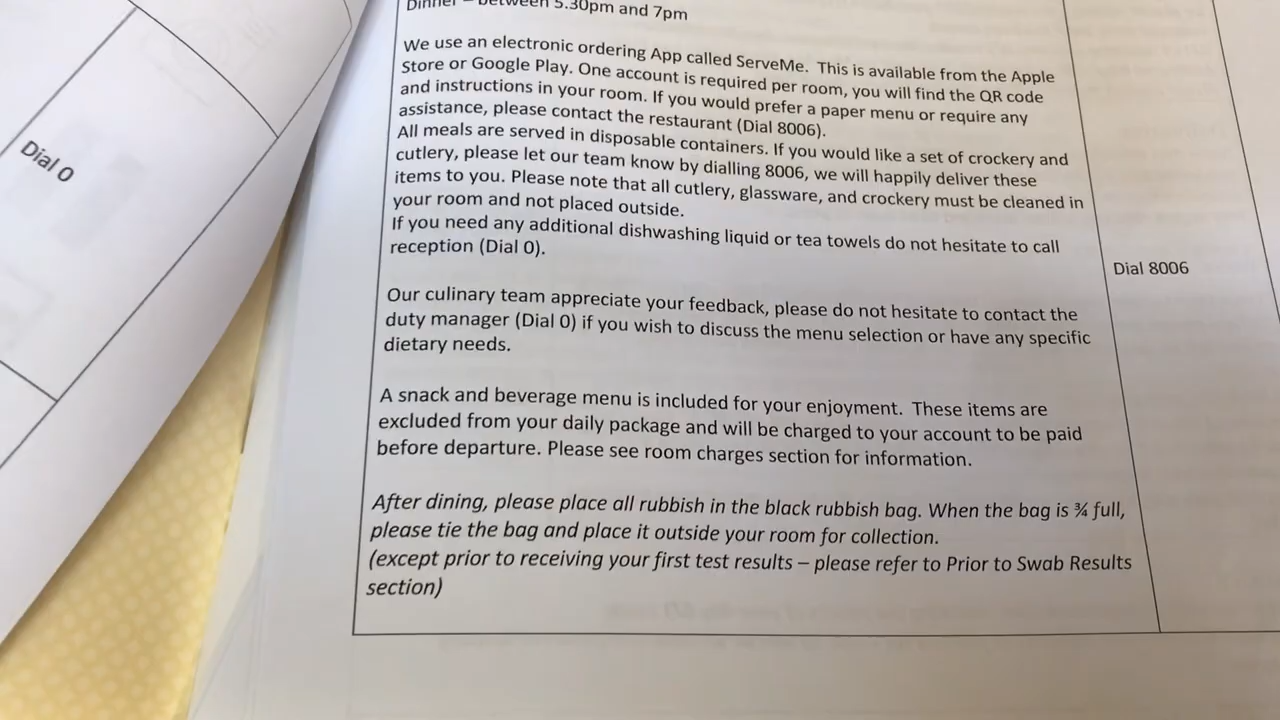 Dial 0
Dinner – between 5.30pm and 7pm
We use an electronic ordering App called ServeMe. This is available from the Apple
Store or Google Play. One account is required per room, you will find the QR code
and instructions in your room. If you would prefer a paper menu or require any
assistance, please contact the restaurant (Dial 8006).
All meals are served in disposable containers. If you would like a set of crockery and
cutlery, please let our team know by dialling 8006, we will happily deliver these
items to you. Please note that all cutlery, glassware, and crockery must be cleaned in
your room and not placed outside.
If you need any additional dishwashing liquid or tea towels do not hesitate to call
reception (Dial 0).
Dial 8006
Our culinary team appreciate your feedback, please do not hesitate to contact the
duty manager (Dial 0) if you wish to discuss the menu selection or have any specific
dietary needs.
A snack and beverage menu is included for your enjoyment. These items are
excluded from your daily package and will be charged to your account to be paid
before departure. Please see room charges section for information.
After dining, please place all rubbish in the black rubbish bag. When the bag is ¾ full,
please tie the bag and place it outside your room for collection.
(except prior to receiving your first test results – please refer to Prior to Swab Results
section)